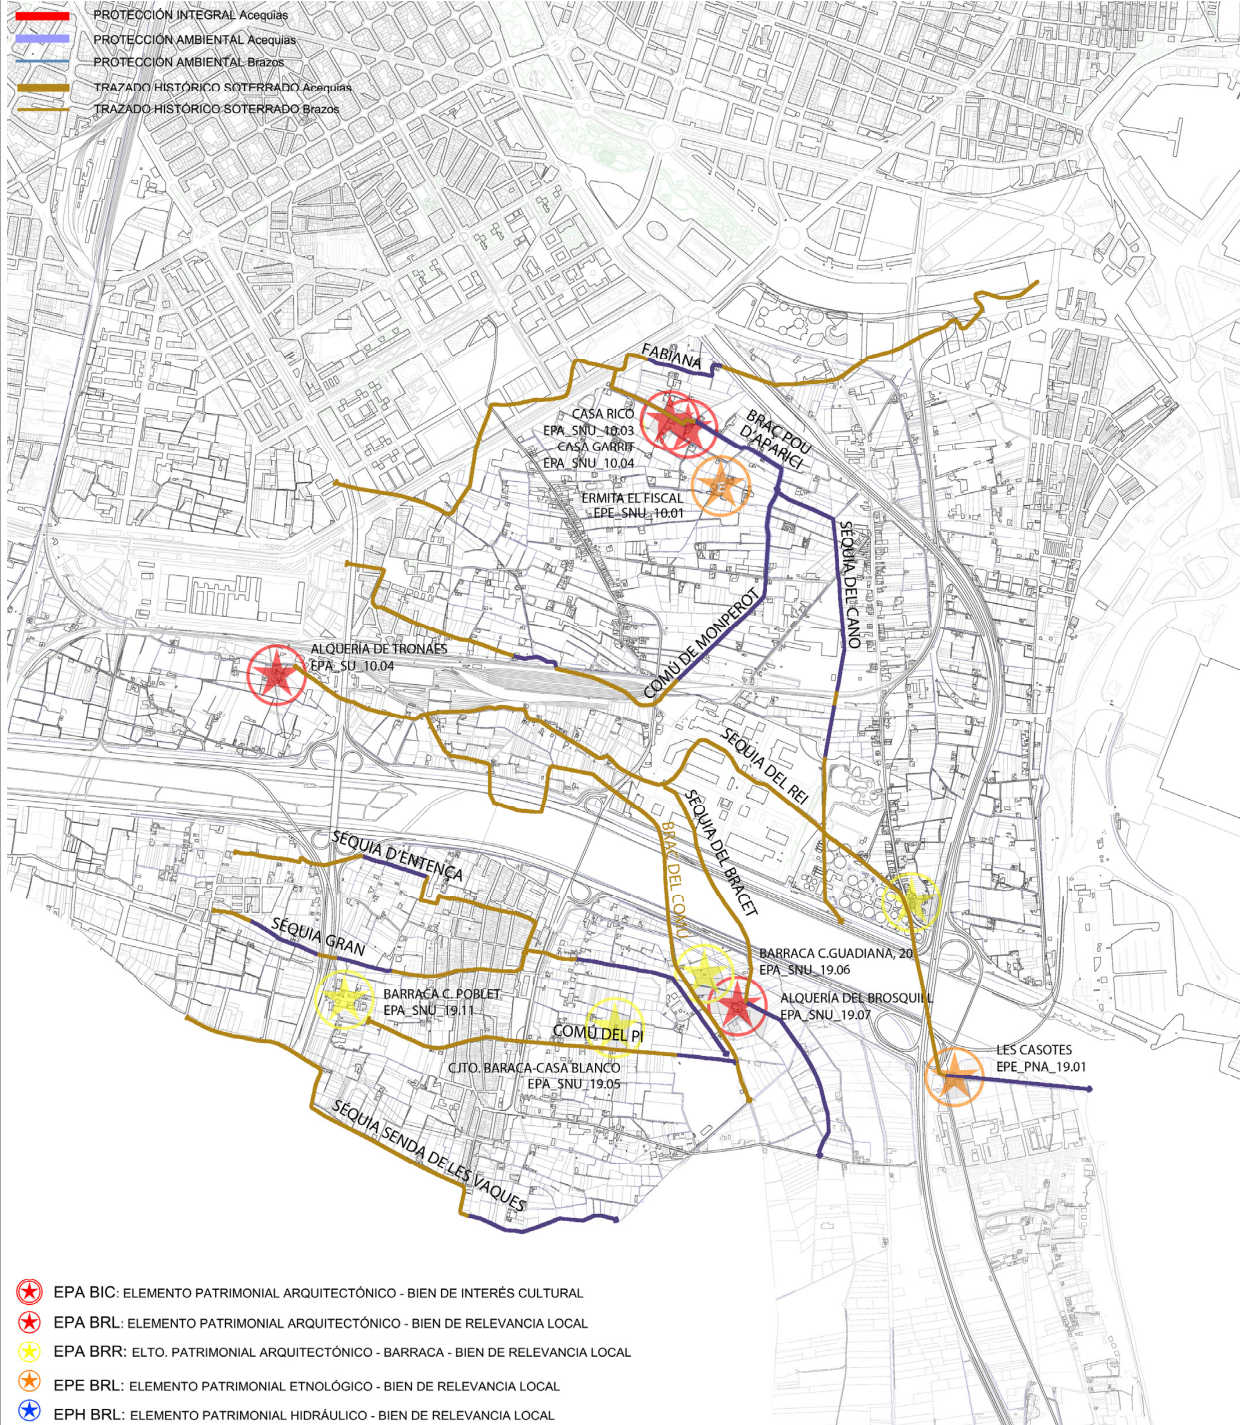 PROTECCIÓN INTEGRAL Acequias
PROTECCIÓN AMBIENTAL Acequias
PROTECCIÓN AMBIENTAL Brazos
TRAZADO HISTÓRICO SOTERRADO Acequias
TRAZADO HISTÓRICO SOTERRADO Brazos
FABIANA
CASA RICO
EPA_SNU_10.03
CASA GARRIT
EPA_SNU_10.04
BRAÇ POU
D'APARICI
ERMITA EL FISCAL
EPE_SNU_10.01
SÉQUIA DEL CANO
COMÚ DE MONPEROT
ALQUERÍA DE TRONAES
EPA_SU_10.04
SÉQUIA DEL REI
SÉQUIA DEL BRACET
BRAÇ DEL COMÚ
SÉQUIA D'ENTENÇA
SÉQUIA GRAN
BARRACA C.GUADIANA, 20
EPA_SNU_19.06
BARRACA C. POBLET
EPA_SNU_19.11
ALQUERÍA DEL BROSQUILL
EPA_SNU_19.07
COMÚ DEL PI
CJTO. BARACA-CASA BLANCO
EPA_SNU_19.05
LES CASOTES
EPE_PNA_19.01
SÉQUIA SENDA DE LES VAQUES
EPA BIC: ELEMENTO PATRIMONIAL ARQUITECTÓNICO - BIEN DE INTERÉS CULTURAL
EPA BRL: ELEMENTO PATRIMONIAL ARQUITECTÓNICO - BIEN DE RELEVANCIA LOCAL
EPA BRR: ELTO. PATRIMONIAL ARQUITECTÓNICO - BARRACA - BIEN DE RELEVANCIA LOCAL
EPE BRL: ELEMENTO PATRIMONIAL ETNOLÓGICO - BIEN DE RELEVANCIA LOCAL
EPH BRL: ELEMENTO PATRIMONIAL HIDRÁULICO - BIEN DE RELEVANCIA LOCAL